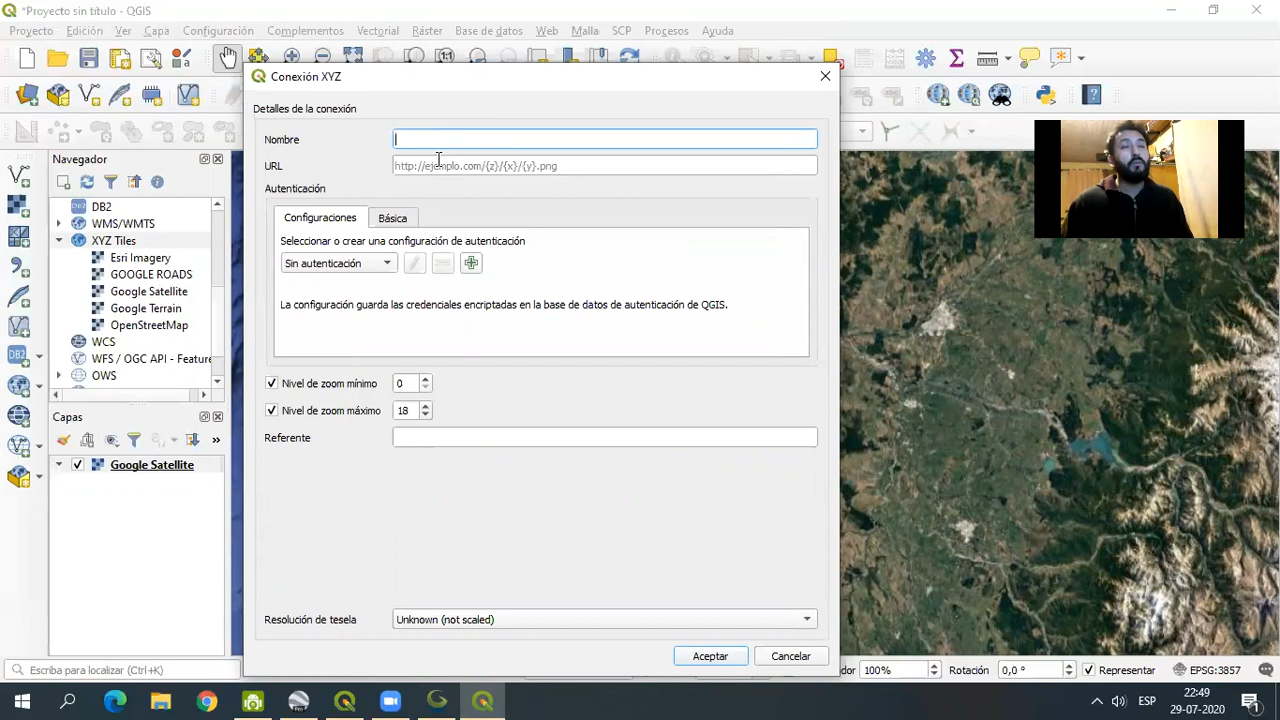 *Proyecto sin título - QGIS
Proyecto Edición Ver Capa Configuración Complementos Vectorial Ráster Base de datos Web Malla SCP Procesos Ayuda
Conexión XYZ
Detalles de la conexión
Nombre
URL http://ejemplo.com/{z}/{x}/{y}.png
Autenticación
Configuraciones Básica
Seleccionar o crear una configuración de autenticación
Sin autenticación
La configuración guarda las credenciales encriptadas en la base de datos de autenticación de QGIS.
Nivel de zoom mínimo 0
Nivel de zoom máximo 18
Referente
Resolución de tesela Unknown (not scaled)
Aceptar Cancelar
Navegador
DB2
WMS/WMTS
XYZ Tiles
Esri Imagery
GOOGLE ROADS
Google Satellite
Google Terrain
OpenStreetMap
WCS
WFS / OGC API - Feature
OWS
Capas
Google Satellite
Escriba para localizar (Ctrl+K)
dor 100% Rotación 0,0 ° Representar EPSG:3857
ESP
22:49
29-07-2020